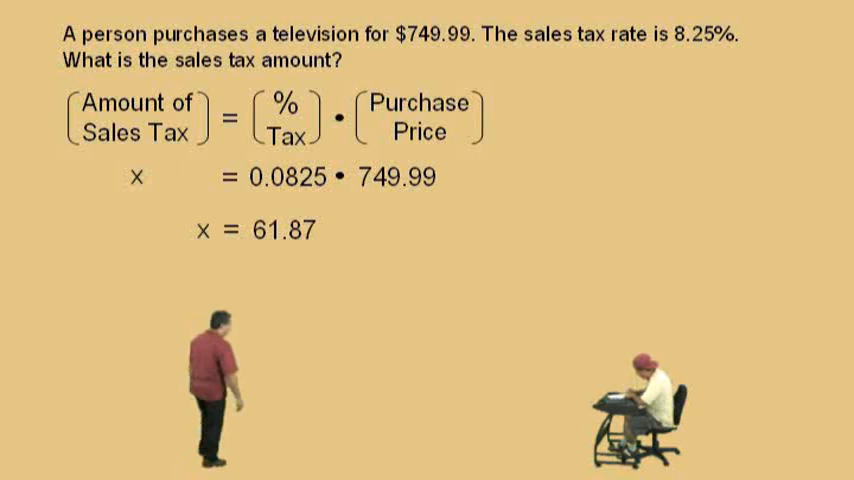 A person purchases a television for $749.99. The sales tax rate is 8.25%.
What is the sales tax amount?
(Amount of Sales Tax) = (% Tax) • (Purchase Price)
x = 0.0825 • 749.99
x = 61.87